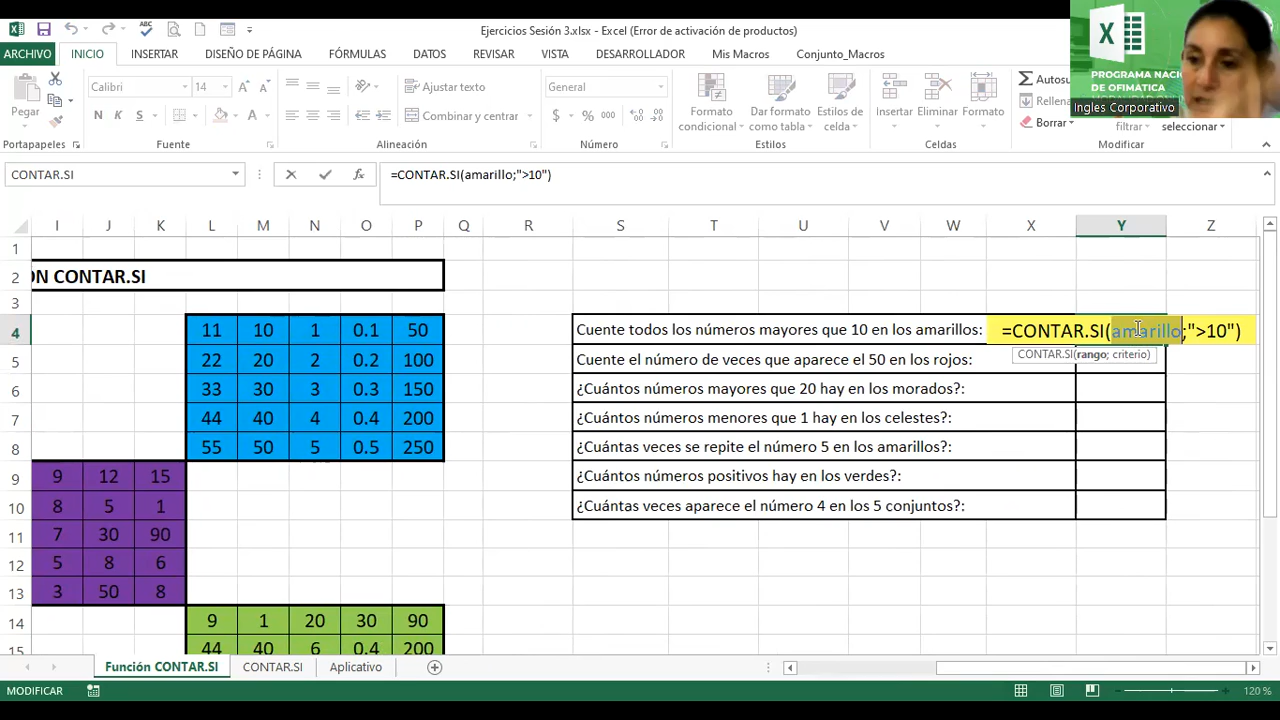 Ejercicios Sesión 3.xlsx - Excel (Error de activación de productos)
ARCHIVO INICIO INSERTAR DISEÑO DE PÁGINA FÓRMULAS DATOS REVISAR VISTA DESARROLLADOR Mis Macros Conjunto_Macros
PROGRAMA NACI
DE OFIMATICA
Ingles Corporativo
Pegar
Calibri 14
N K S
Ajustar texto
Combinar y centrar
General
$ % 000
Formato condicional
Dar formato como tabla
Estilos de celda
Insertar Eliminar Formato
Autosu
Rellena
Borrar
filtrar seleccionar
Portapapeles Fuente Alineación Número Estilos Celdas Modificar
CONTAR.SI fx =CONTAR.SI(amarillo;">10")
I J K L M N O P Q R S T U V W X Y Z
1
2 ON CONTAR.SI
3
4 11 10 1 0.1 50 Cuente todos los números mayores que 10 en los amarillos: =CONTAR.SI(amarillo;">10")
CONTAR.SI(rango; criterio)
5 22 20 2 0.2 100 Cuente el número de veces que aparece el 50 en los rojos:
6 33 30 3 0.3 150 ¿Cuántos números mayores que 20 hay en los morados?:
7 44 40 4 0.4 200 ¿Cuántos números menores que 1 hay en los celestes?:
8 55 50 5 0.5 250 ¿Cuántas veces se repite el número 5 en los amarillos?:
9 9 12 15 ¿Cuántos números positivos hay en los verdes?:
10 8 5 1 ¿Cuántas veces aparece el número 4 en los 5 conjuntos?:
11 7 30 90
12 5 8 6
13 3 50 8
14 9 1 20 30 90
15 44 40 6 0.4 200
Función CONTAR.SI CONTAR.SI Aplicativo
MODIFICAR 120 %